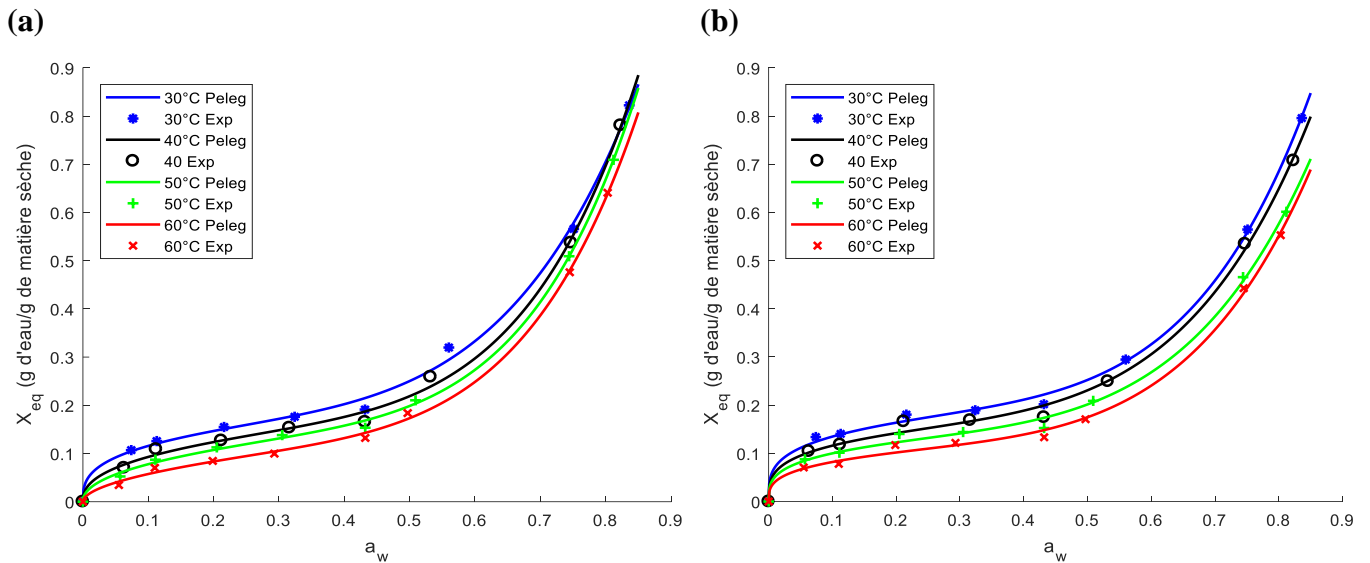 (a)
0.9
0.8
0.7
0.6
0.5
0.4
0.3
0.2
0.1
0
X_eq (g d'eau/g de matière sèche)
30°C Peleg
30°C Exp
40°C Peleg
40 Exp
50°C Peleg
50°C Exp
60°C Peleg
60°C Exp
0 0.1 0.2 0.3 0.4 0.5 0.6 0.7 0.8 0.9
a_w
(b)
0.9
0.8
0.7
0.6
0.5
0.4
0.3
0.2
0.1
0
X_eq (g d'eau/g de matière sèche)
30°C Peleg
30°C Exp
40°C Peleg
40 Exp
50°C Peleg
50°C Exp
60°C Peleg
60°C Exp
0 0.1 0.2 0.3 0.4 0.5 0.6 0.7 0.8 0.9
a_w